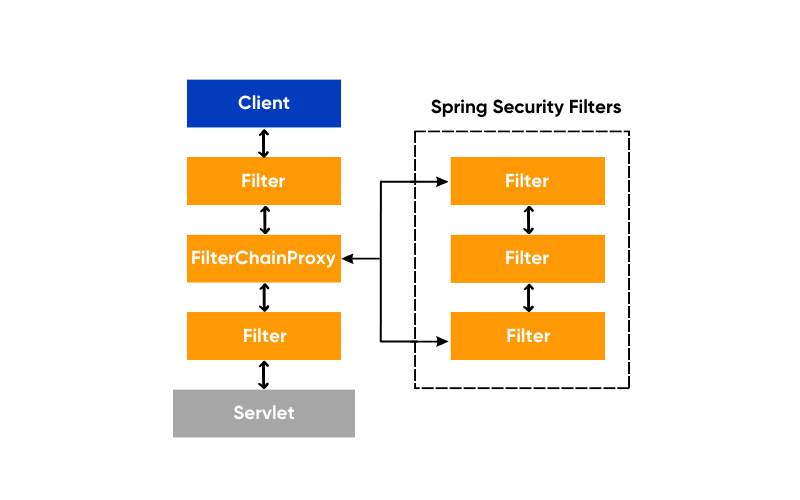 Client
Filter
FilterChainProxy
Filter
Servlet
Spring Security Filters
Filter
Filter
Filter